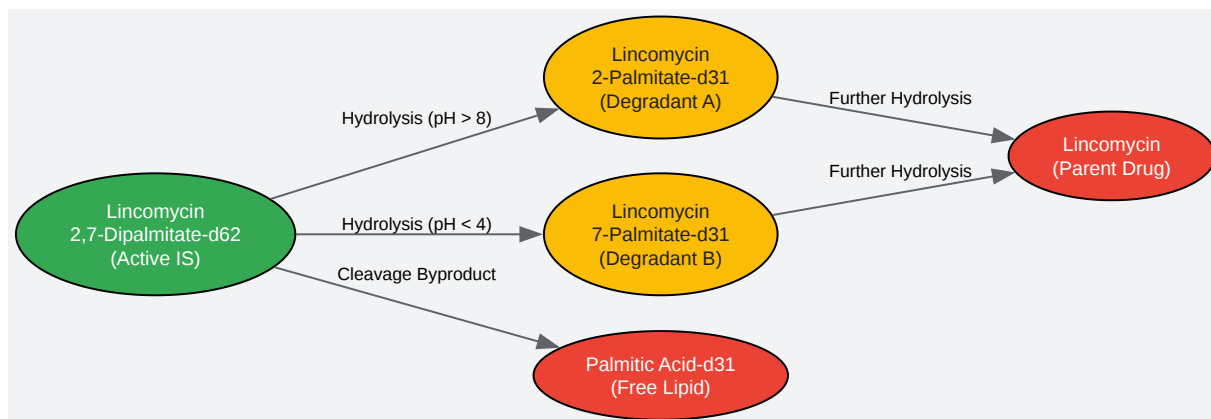 Lincomycin
2-Palmitate-d31
(Degradant A)
Further Hydrolysis
Hydrolysis (pH > 8)
Lincomycin
(Parent Drug)
Further Hydrolysis
Lincomycin
2,7-Dipalmitate-d62
(Active IS)
Hydrolysis (pH < 4)
Lincomycin
7-Palmitate-d31
(Degradant B)
Cleavage Byproduct
Palmitic Acid-d31
(Free Lipid)